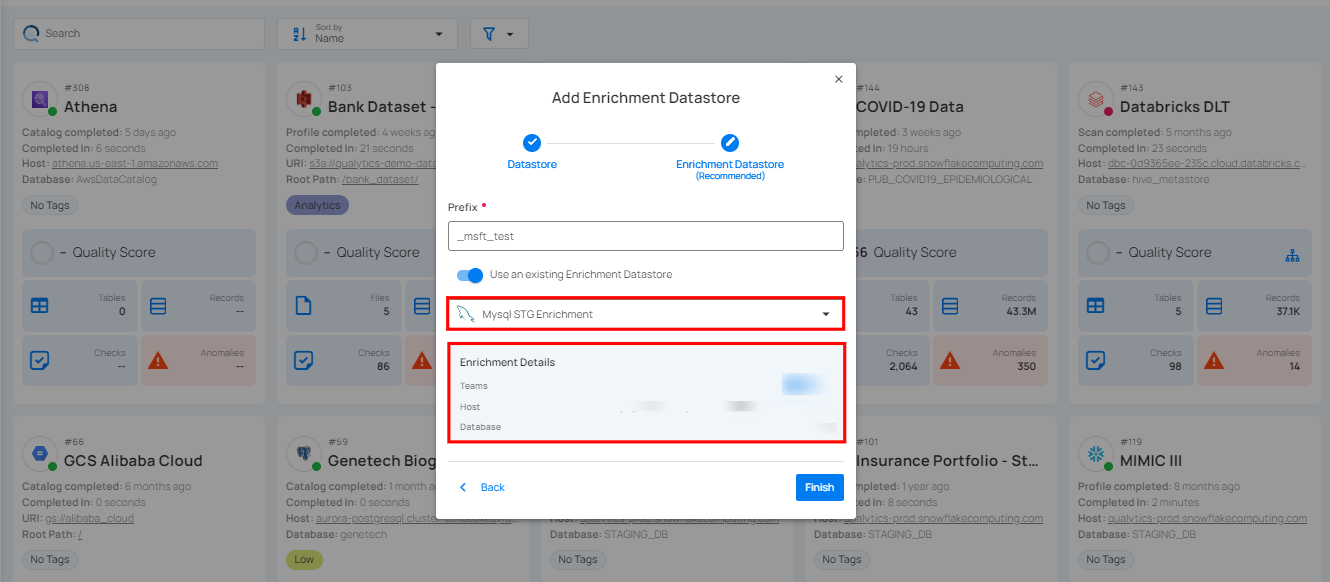 Search
Sort by
Name
#308
Athena
Catalog completed: 5 days ago
Completed In: 6 seconds
Host: athena.us-east-1.amazonaws.com
Database: AwsDataCatalog
No Tags
– Quality Score
Tables
0
Records
--
Checks
--
Anomalies
--
#103
Bank Dataset -
Profile completed: 4 weeks ago
Completed In: 21 seconds
URI: s3a://qualytics-demo-data
Root Path: /bank_dataset/
Analytics
– Quality Score
Files
5
Checks
86
Add Enrichment Datastore
Datastore
Enrichment Datastore
(Recommended)
Prefix *
_msft_test
Use an existing Enrichment Datastore
Mysql STG Enrichment
Enrichment Details
Teams
Host
Database
Back
Finish
#144
COVID-19 Data
mpleted: 3 weeks ago
In: 19 hours
alytics-prod.snowflakecomputing.com
e: PUB_COVID19_EPIDEMIOLOGICAL
66 Quality Score
Tables
43
Records
43.3M
Checks
2,064
Anomalies
350
#143
Databricks DLT
Scan completed: 5 months ago
Completed In: 23 seconds
Host: dbc-0d9365ee-235c.cloud.databricks.c...
Database: hive_metastore
No Tags
– Quality Score
Tables
5
Records
37.1K
Checks
98
Anomalies
14
#66
GCS Alibaba Cloud
Catalog completed: 6 months ago
Completed In: 0 seconds
URI: gs://alibaba_cloud
Root Path: /
No Tags
#59
Genetech Biog
Catalog completed: 1 month a
Completed In: 0 seconds
Host: aurora-postgresql.cluster-
Database: genetech
Low
Host: qualytics-prod.snowflakecomputing.com
Database: STAGING_DB
No Tags
#101
Insurance Portfolio - St...
mpleted: 1 year ago
In: 8 seconds
Host: qualytics-prod.snowflakecomputing.com
Database: STAGING_DB
No Tags
#119
MIMIC III
Profile completed: 8 months ago
Completed In: 2 minutes
Host: qualytics-prod.snowflakecomputing.com
Database: STAGING_DB
No Tags